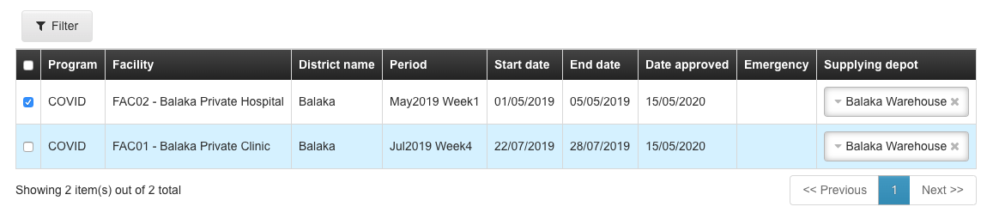 Filter
Program Facility District name Period Start date End date Date approved Emergency Supplying depot
COVID FAC02 - Balaka Private Hospital Balaka May2019 Week1 01/05/2019 05/05/2019 15/05/2020 Balaka Warehouse
COVID FAC01 - Balaka Private Clinic Balaka Jul2019 Week4 22/07/2019 28/07/2019 15/05/2020 Balaka Warehouse
Showing 2 item(s) out of 2 total << Previous 1 Next >>